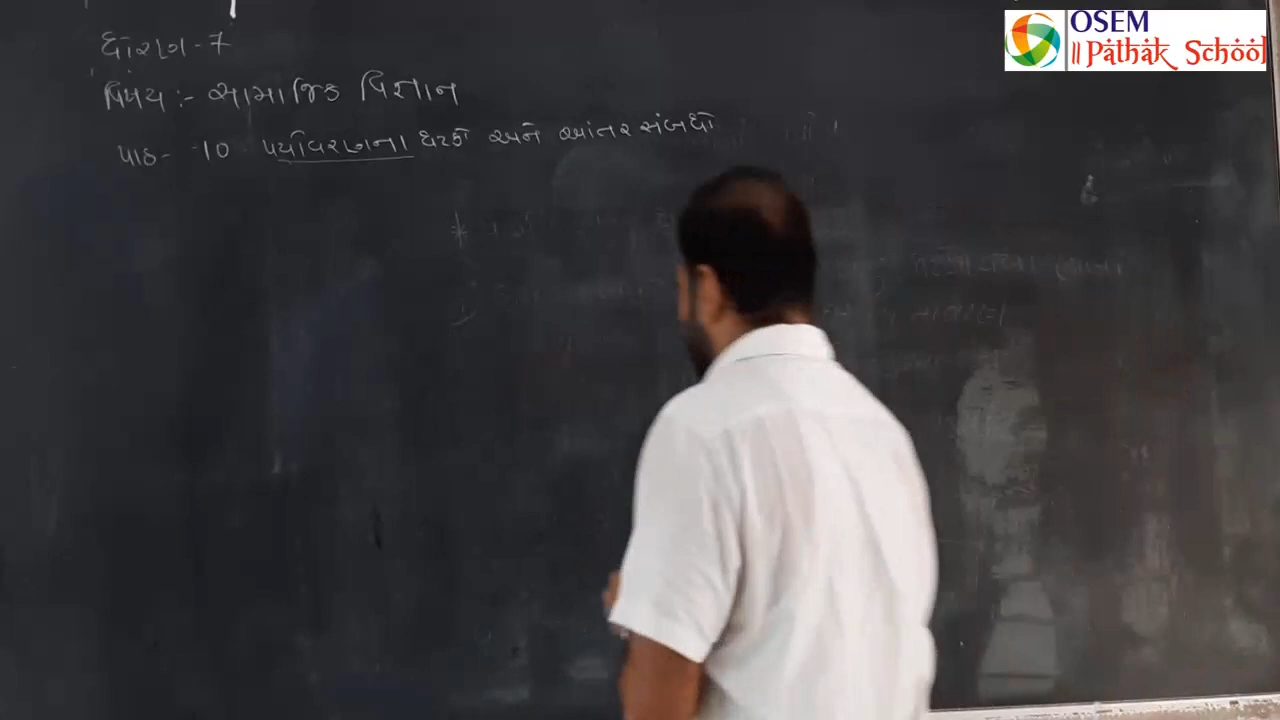 OSEM
॥ Pathak School
ધોરણ-7
વિષય :- સામાજિક વિજ્ઞાન
પાઠ- 10 પર્યાવરણના ઘટકો અને આંતરસંબંધો